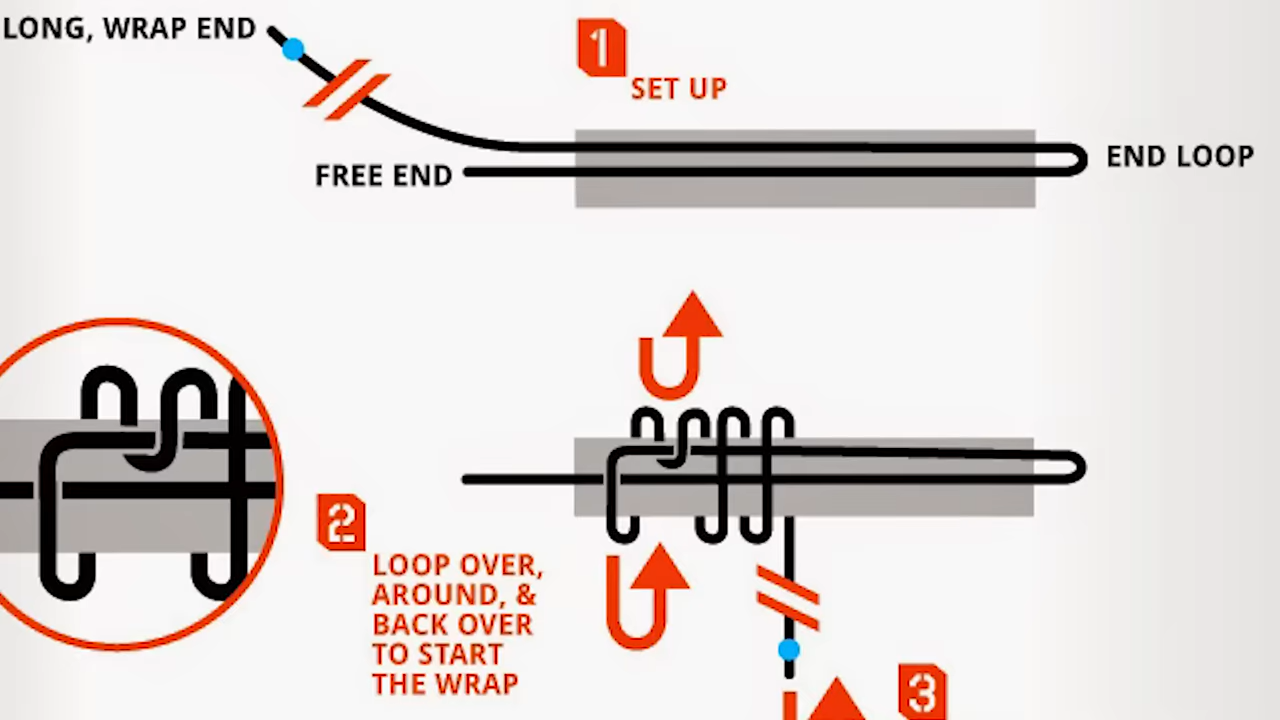 LONG, WRAP END
1
SET UP
FREE END
END LOOP
2
LOOP OVER,
AROUND, &
BACK OVER
TO START
THE WRAP
3